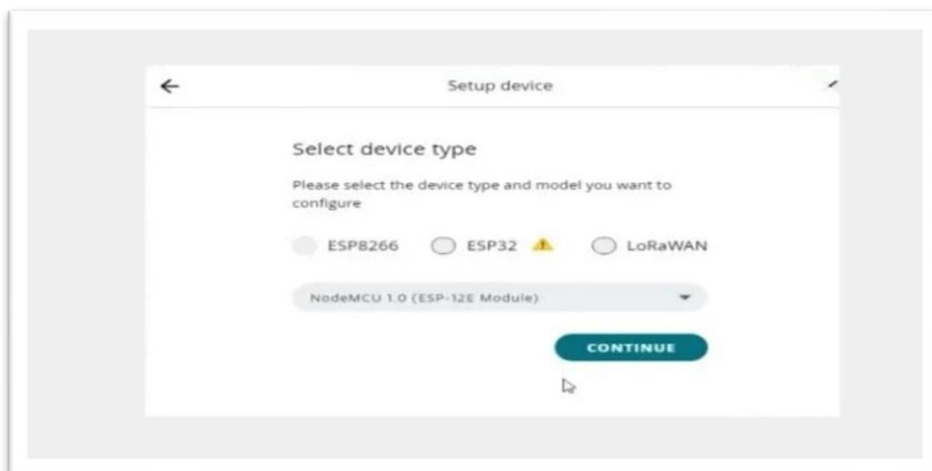 Setup device
Select device type
Please select the device type and model you want to
configure
ESP8266 ESP32 LoRaWAN
NodeMCU 1.0 (ESP-12E Module)
CONTINUE